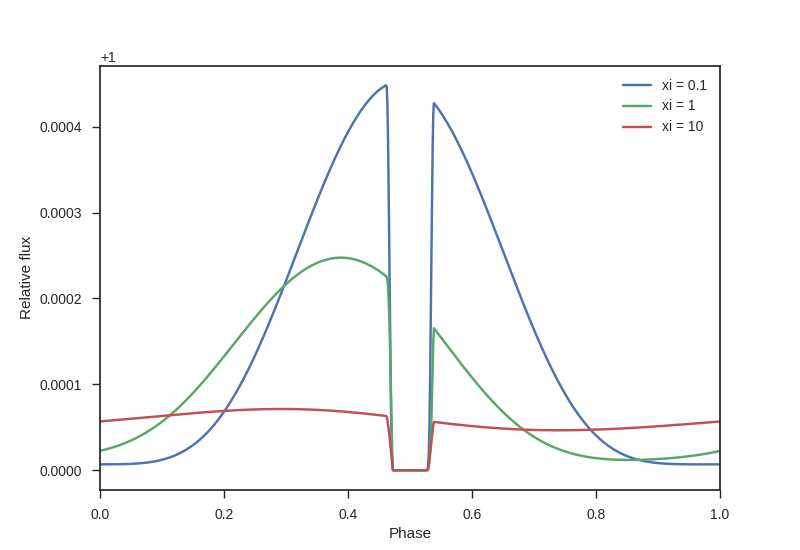 +1
xi = 0.1
xi = 1
xi = 10
0.0004
0.0003
0.0002
0.0001
0.0000
Relative flux
0.0 0.2 0.4 0.6 0.8 1.0
Phase